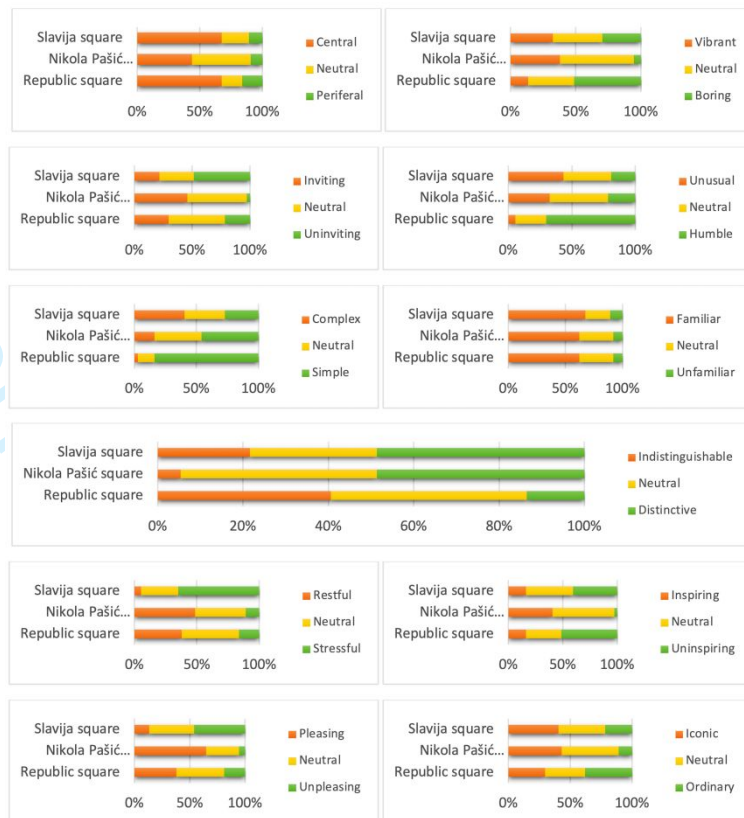 Slavija square
Nikola Pašić...
Republic square
0% 50% 100%
Central
Neutral
Periferal
Slavija square
Nikola Pašić...
Republic square
0% 50% 100%
Vibrant
Neutral
Boring
Slavija square
Nikola Pašić...
Republic square
0% 50% 100%
Inviting
Neutral
Uninviting
Slavija square
Nikola Pašić...
Republic square
0% 50% 100%
Unusual
Neutral
Humble
Slavija square
Nikola Pašić...
Republic square
0% 50% 100%
Complex
Neutral
Simple
Slavija square
Nikola Pašić...
Republic square
0% 50% 100%
Familiar
Neutral
Unfamiliar
Slavija square
Nikola Pašić square
Republic square
0% 20% 40% 60% 80% 100%
Indistinguishable
Neutral
Distinctive
Slavija square
Nikola Pašić...
Republic square
0% 50% 100%
Restful
Neutral
Stressful
Slavija square
Nikola Pašić...
Republic square
0% 50% 100%
Inspiring
Neutral
Uninspiring
Slavija square
Nikola Pašić...
Republic square
0% 50% 100%
Pleasing
Neutral
Unpleasing
Slavija square
Nikola Pašić...
Republic square
0% 50% 100%
Iconic
Neutral
Ordinary